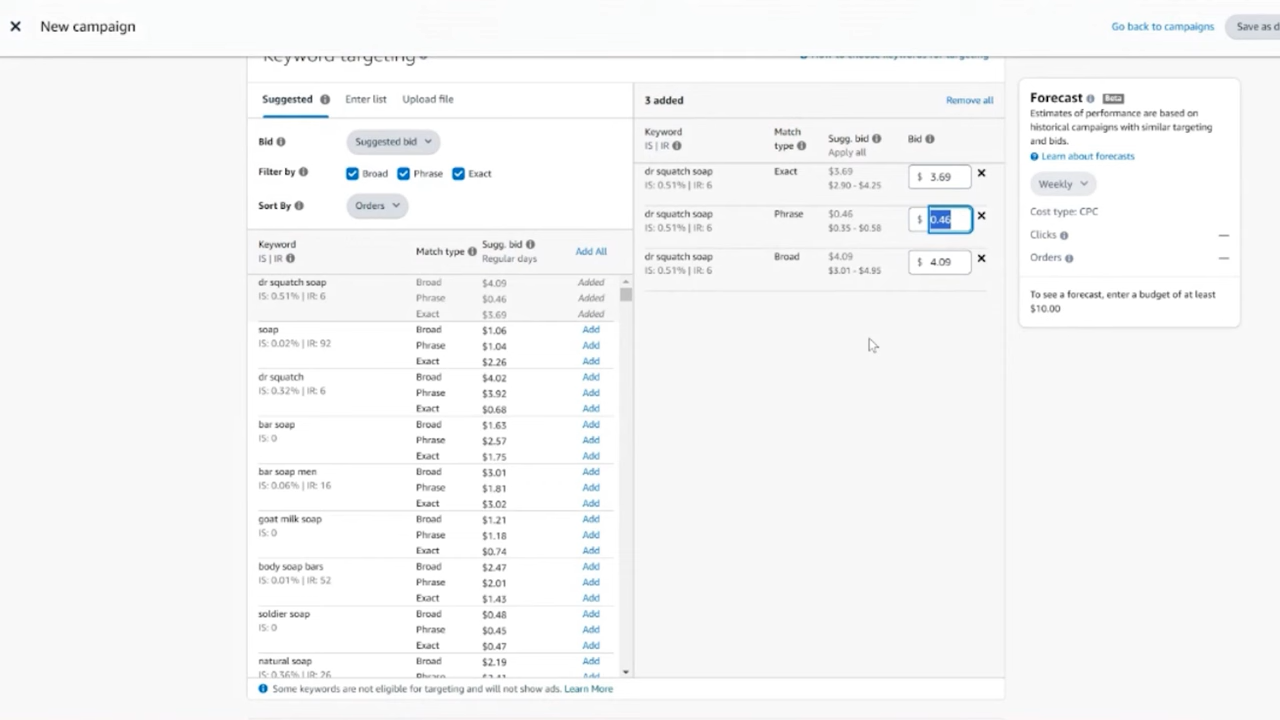 New campaign
Go back to campaigns
Save as d
Keyword targeting
How to choose keywords for targeting
Suggested
Enter list
Upload file
Bid
Suggested bid
Filter by
Broad
Phrase
Exact
Sort By
Orders
Keyword
IS | IR
Match type
Sugg. bid
Regular days
Add All
dr squatch soap
IS: 0.51% | IR: 6
Broad $4.09 Added
Phrase $0.46 Added
Exact $3.69 Added
soap
IS: 0.02% | IR: 92
Broad $1.06 Add
Phrase $1.04 Add
Exact $2.26 Add
dr squatch
IS: 0.32% | IR: 6
Broad $4.02 Add
Phrase $3.92 Add
Exact $0.68 Add
bar soap
IS: 0
Broad $1.63 Add
Phrase $2.57 Add
Exact $1.75 Add
bar soap men
IS: 0.06% | IR: 16
Broad $3.01 Add
Phrase $1.81 Add
Exact $3.02 Add
goat milk soap
IS: 0
Broad $1.21 Add
Phrase $1.18 Add
Exact $0.74 Add
body soap bars
IS: 0.01% | IR: 52
Broad $2.47 Add
Phrase $2.01 Add
Exact $1.43 Add
soldier soap
IS: 0
Broad $0.48 Add
Phrase $0.45 Add
Exact $0.47 Add
natural soap
IS: 0.36% | IR: 26
Broad $2.19 Add
Phrase Add
Some keywords are not eligible for targeting and will not show ads. Learn More
3 added
Remove all
Keyword
IS | IR
Match
type
Sugg. bid
Apply all
Bid
dr squatch soap
IS: 0.51% | IR: 6
Exact
$3.69
$2.90 - $4.25
$ 3.69
dr squatch soap
IS: 0.51% | IR: 6
Phrase
$0.46
$0.35 - $0.58
$ 0.46
dr squatch soap
IS: 0.51% | IR: 6
Broad
$4.09
$3.01 - $4.95
$ 4.09
Forecast Beta
Estimates of performance are based on
historical campaigns with similar targeting
and bids.
Learn about forecasts
Weekly
Cost type: CPC
Clicks —
Orders —
To see a forecast, enter a budget of at least
$10.00